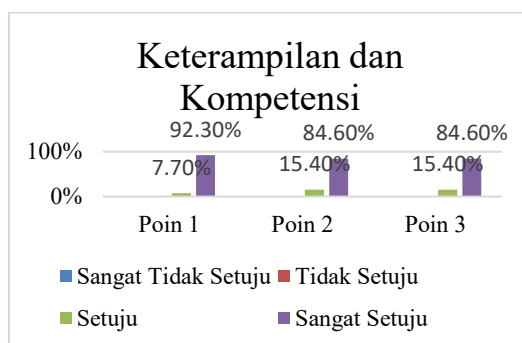 Keterampilan dan
Kompetensi
92.30% 84.60% 84.60%
100%
7.70% 15.40% 15.40%
0%
Poin 1 Poin 2 Poin 3
Sangat Tidak Setuju Tidak Setuju
Setuju Sangat Setuju